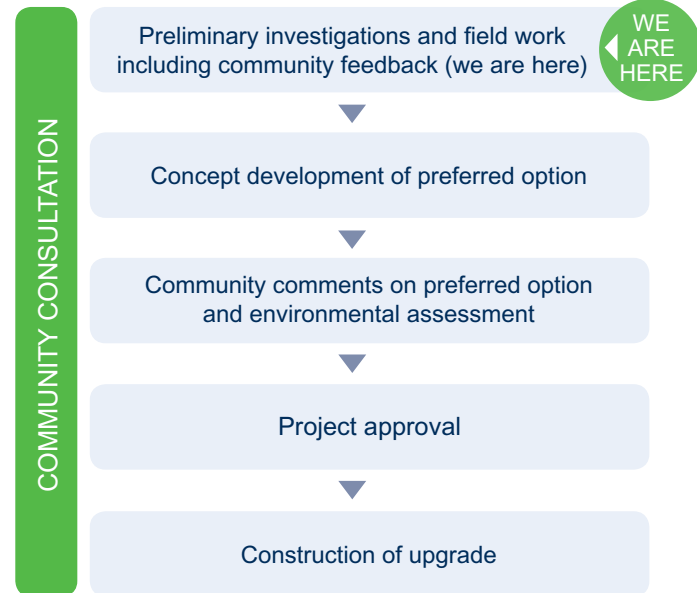 COMMUNITY CONSULTATION
Preliminary investigations and field work
including community feedback (we are here)
WE
ARE
HERE
Concept development of preferred option
Community comments on preferred option
and environmental assessment
Project approval
Construction of upgrade